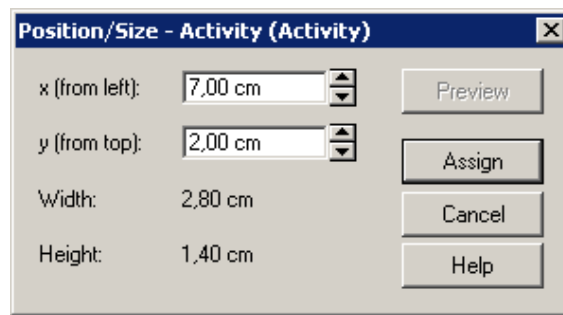 Position/Size - Activity (Activity)
x (from left): 7,00 cm
Preview
y (from top): 2,00 cm
Assign
Width: 2,80 cm
Cancel
Height: 1,40 cm
Help